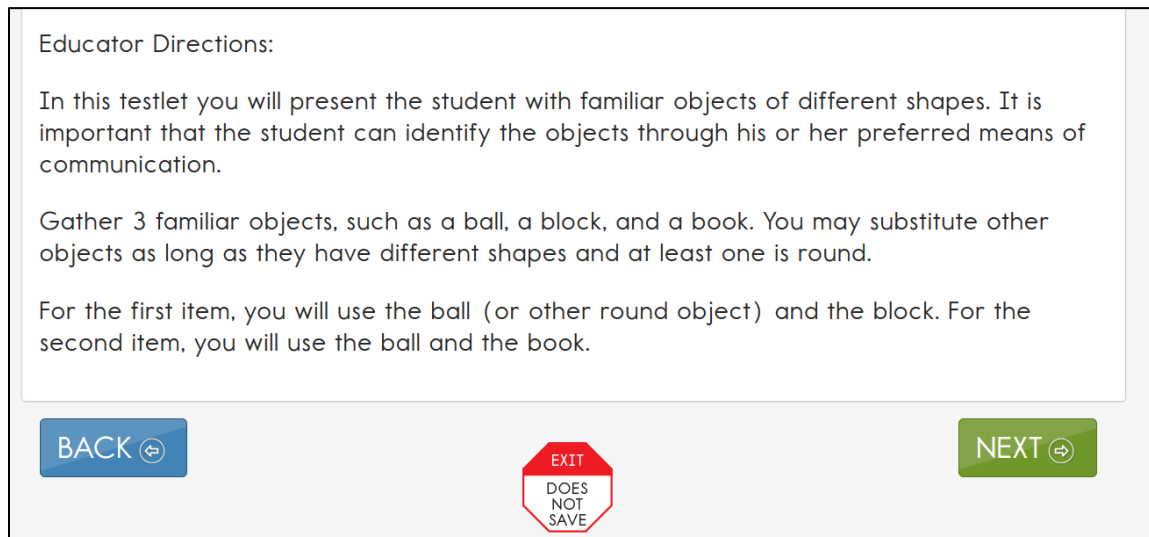 Educator Directions:
In this testlet you will present the student with familiar objects of different shapes. It is
important that the student can identify the objects through his or her preferred means of
communication.
Gather 3 familiar objects, such as a ball, a block, and a book. You may substitute other
objects as long as they have different shapes and at least one is round.
For the first item, you will use the ball (or other round object) and the block. For the
second item, you will use the ball and the book.
BACK
NEXT
EXIT
DOES
NOT
SAVE